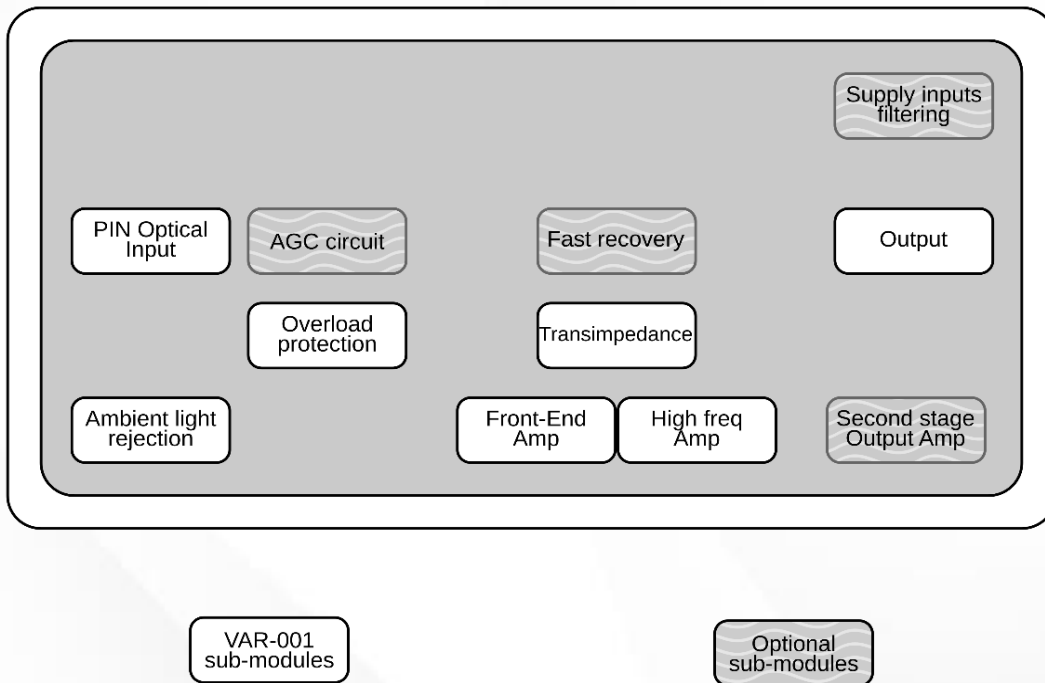 Supply inputs
filtering
PIN Optical
Input
AGC circuit
Fast recovery
Output
Overload
protection
Transimpedance
Ambient light
rejection
Front-End
Amp
High freq
Amp
Second stage
Output Amp
VAR-001
sub-modules
Optional
sub-modules